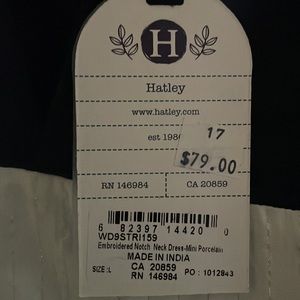 H
Hatley
www.hatley.com
est 1986
17
$79.00
RN 146984
CA 20859
6 82397 14420 0
WD9STRI159
Embroidered Notch Neck Dress-Mini Porcelain
MADE IN INDIA
SIZE :L
CA 20859
PO : 1012843
RN 146984